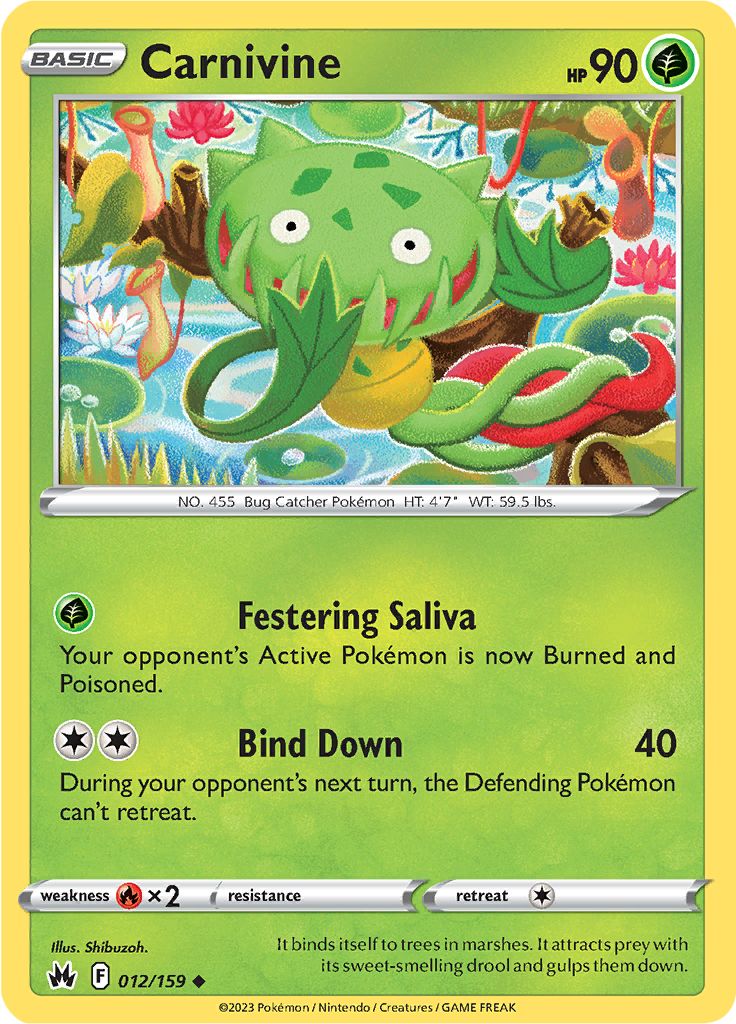 BASIC Carnivine HP 90
NO. 455 Bug Catcher Pokémon HT: 4'7" WT: 59.5 lbs.
Festering Saliva
Your opponent's Active Pokémon is now Burned and
Poisoned.
Bind Down 40
During your opponent's next turn, the Defending Pokémon
can't retreat.
weakness ×2 resistance retreat
Illus. Shibuzoh.
It binds itself to trees in marshes. It attracts prey with
its sweet-smelling drool and gulps them down.
F 012/159
©2023 Pokémon / Nintendo / Creatures / GAME FREAK